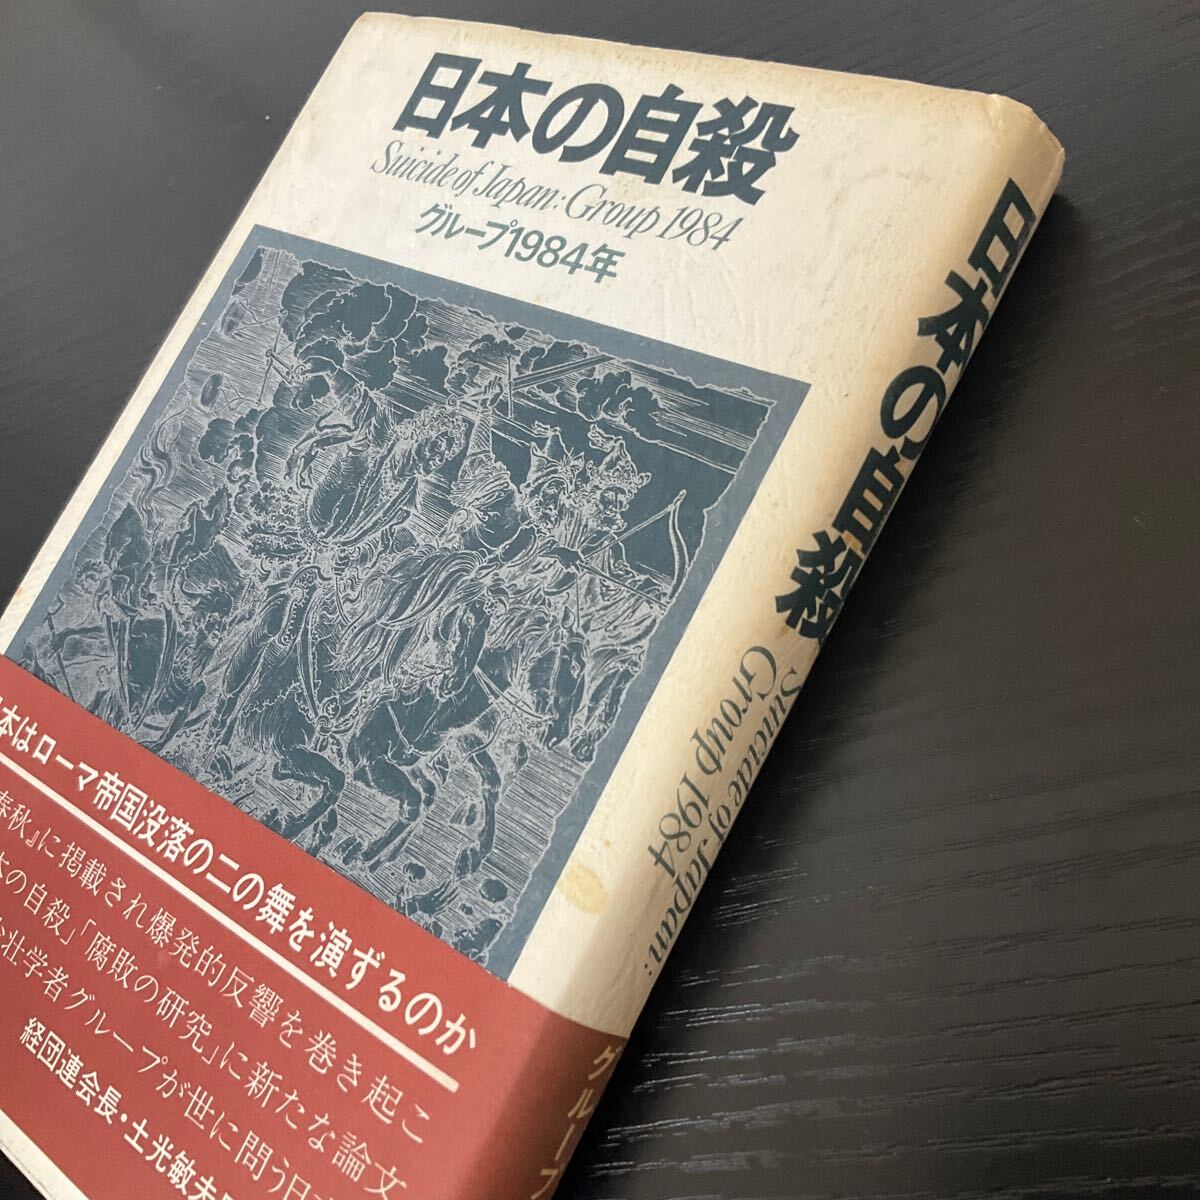 日本の自殺
Suicide of Japan: Group 1984
グループ1984年
本はローマ帝国没落の二の舞を演ずるのか
春秋』に掲載され爆発的反響を巻き起こ
の自殺」「腐敗の研究」に新たな論文
壮学者グループが世に問う日
経団連会長・土光敏夫
日本の自殺
Suicide of Japan:
Group 1984
グループ